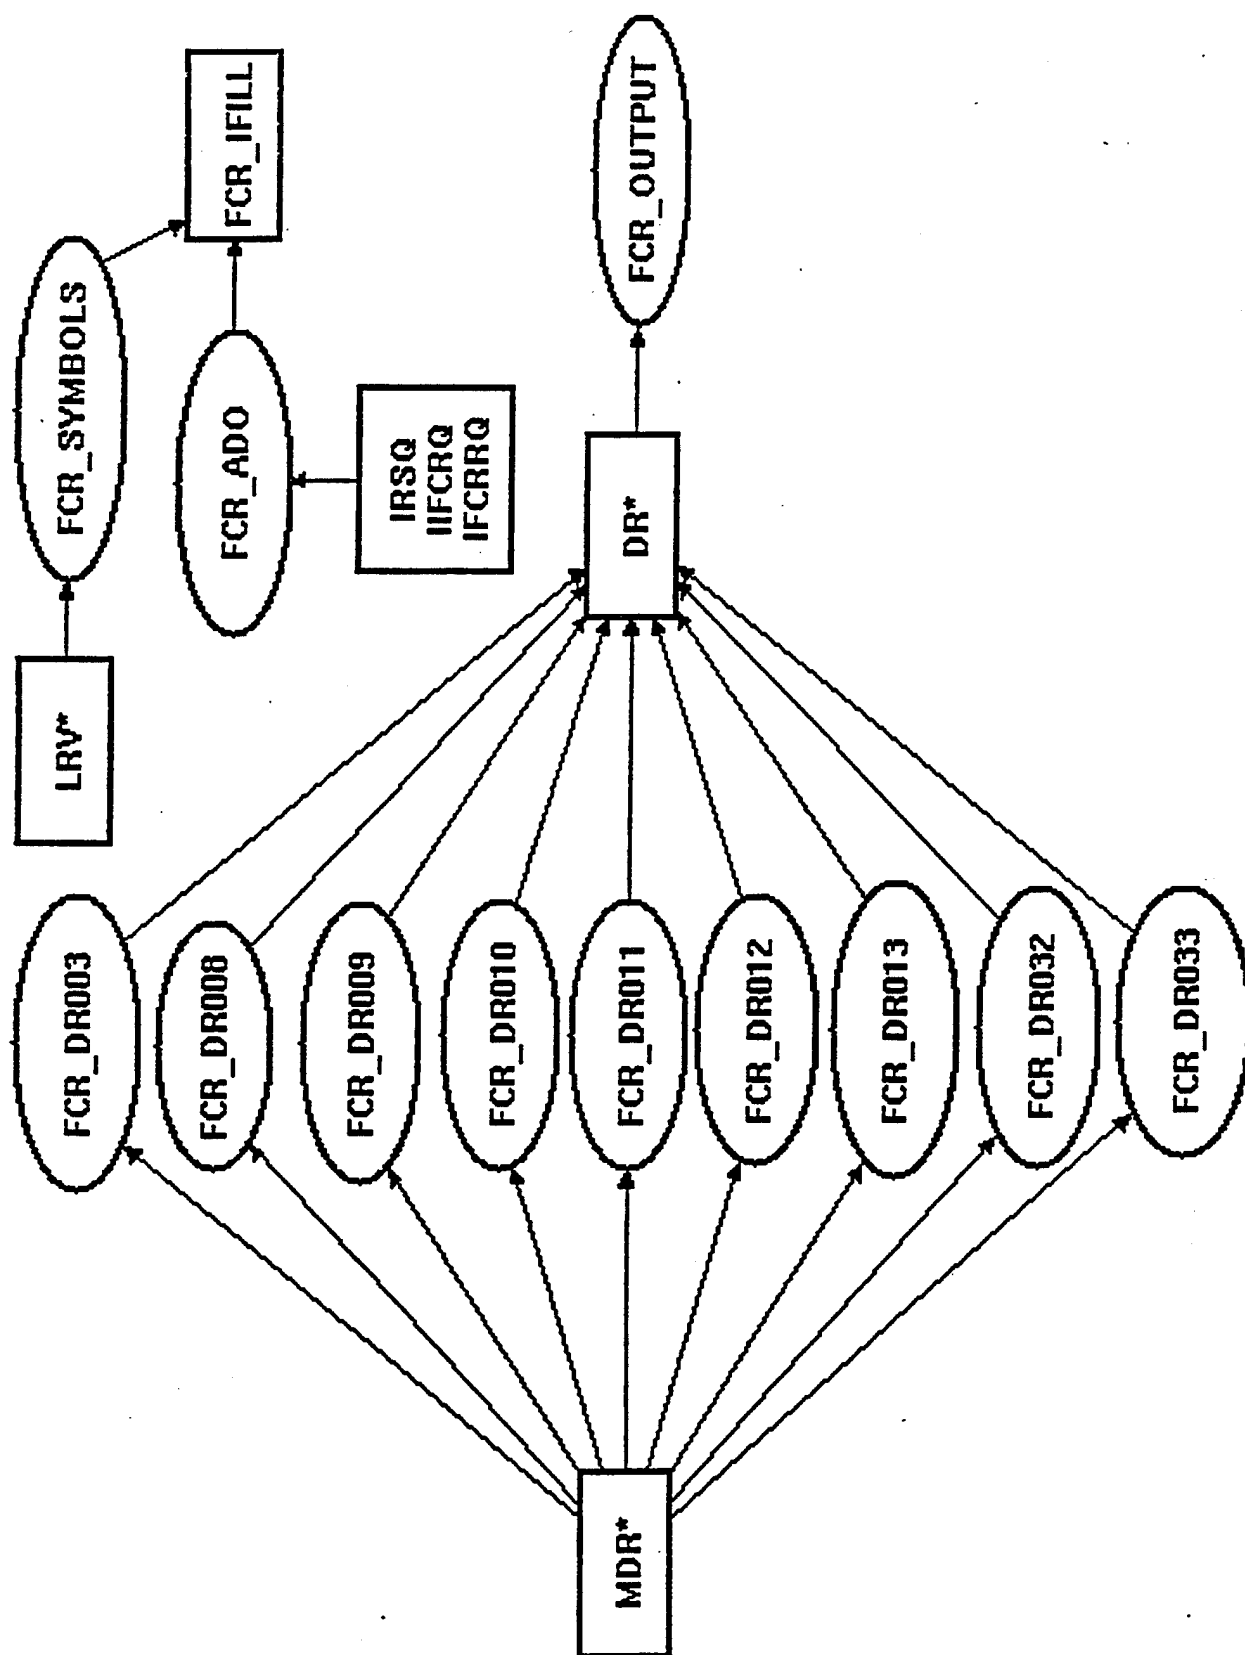 LRV*
FCR_SYMBOLS
FCR_IFILL
FCR_ADO
IRSQ
IIFCRQ
IFCRRQ
FCR_DR003
FCR_DR008
FCR_DR009
FCR_DR010
FCR_DR011
FCR_DR012
FCR_DR013
FCR_DR032
FCR_DR033
MDR*
DR*
FCR_OUTPUT